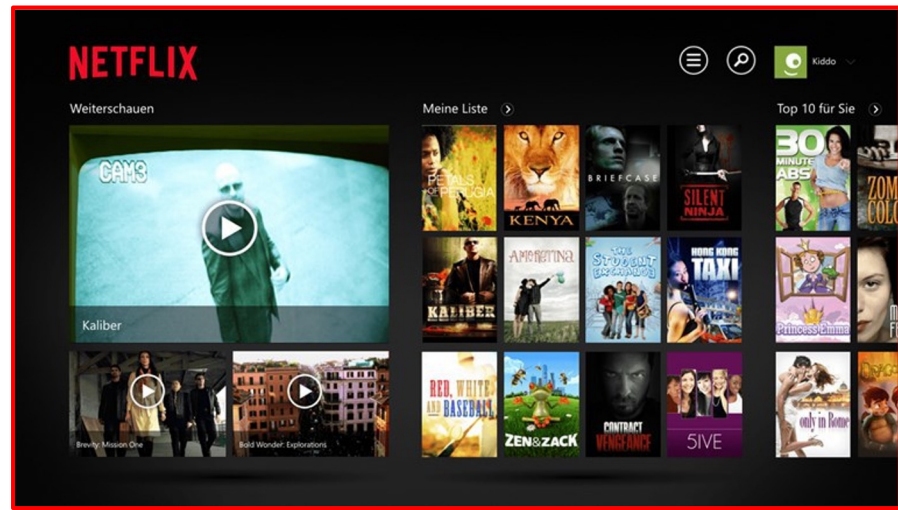 NETFLIX
Kiddo
Weiterschauen
Meine Liste
Top 10 für Sie
CAM3
Kaliber
Brevity: Mission One
Bold Wonder: Explorations
PETALS
OF PERUGIA
KENYA
BRIEFCASE
SILENT
NINJA
KALIBER
AMORETINA
THE
STUDENT
EXCHANGE
HONG KONG
TAXI
RED, WHITE
AND BASEBALL
ZEN&ZACK
CONTRACT
VENGEANCE
5IVE
30
MINUTE
ABS
Princess Emma
only in Rome